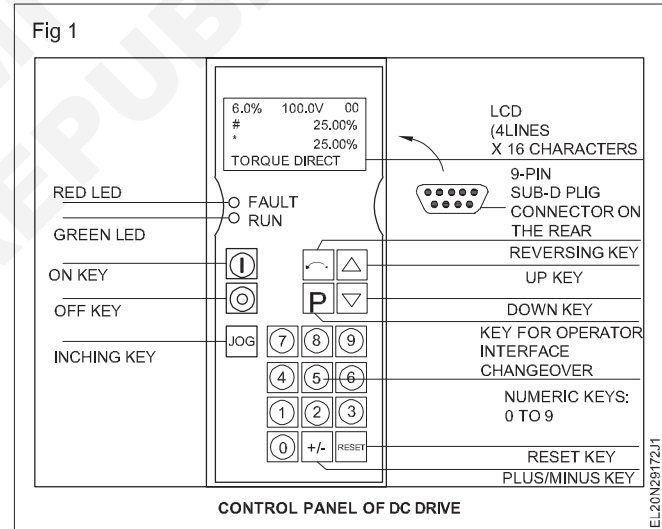 Fig 1
6.0% 100.0V 00
# 25.00%
* 25.00%
TORQUE DIRECT
LCD
(4LINES
X 16 CHARACTERS
9-PIN
SUB-D PLIG
CONNECTOR ON
THE REAR
RED LED
FAULT
RUN
GREEN LED
REVERSING KEY
ON KEY
UP KEY
OFF KEY
P
DOWN KEY
INCHING KEY
JOG
7 8 9
KEY FOR OPERATOR
INTERFACE
CHANGEOVER
4 5 6
NUMERIC KEYS:
0 TO 9
1 2 3
0 +/- RESET
RESET KEY
PLUS/MINUS KEY
CONTROL PANEL OF DC DRIVE
EL20N29172J1